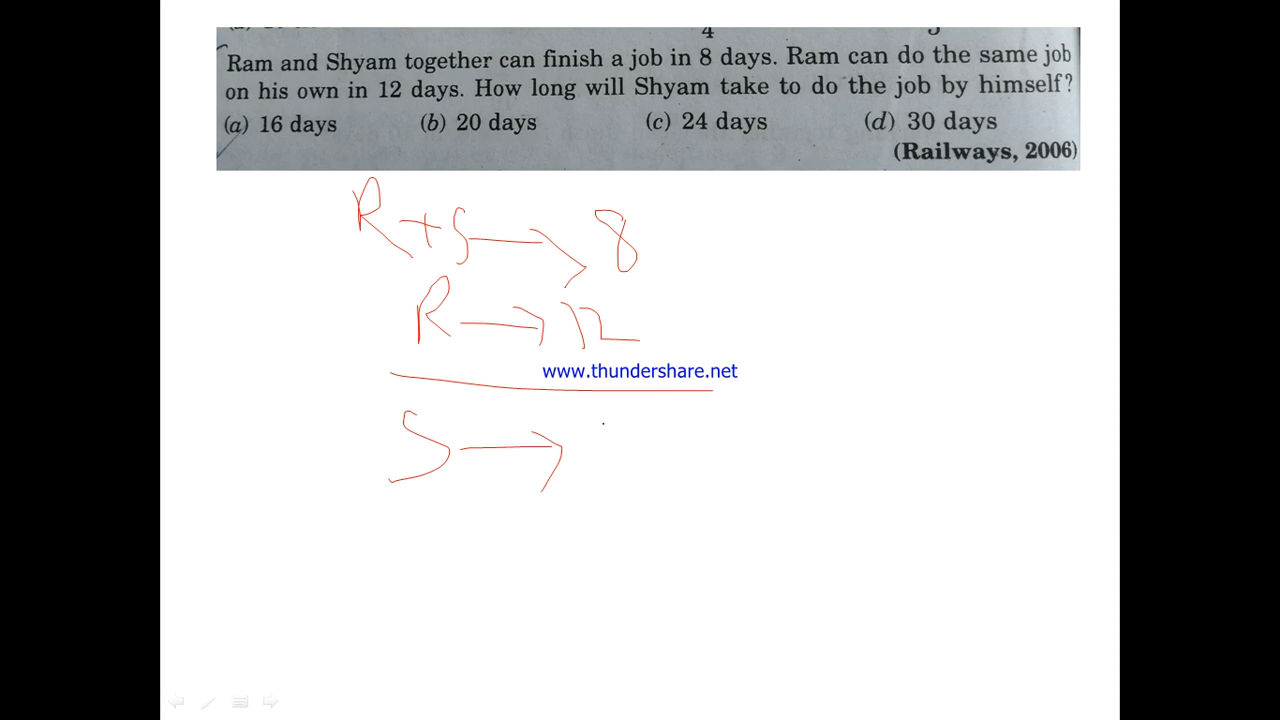 4
Ram and Shyam together can finish a job in 8 days. Ram can do the same job
on his own in 12 days. How long will Shyam take to do the job by himself?
(a) 16 days (b) 20 days (c) 24 days (d) 30 days
(Railways, 2006)
R+S → 8
R → 12
www.thundershare.net
S →